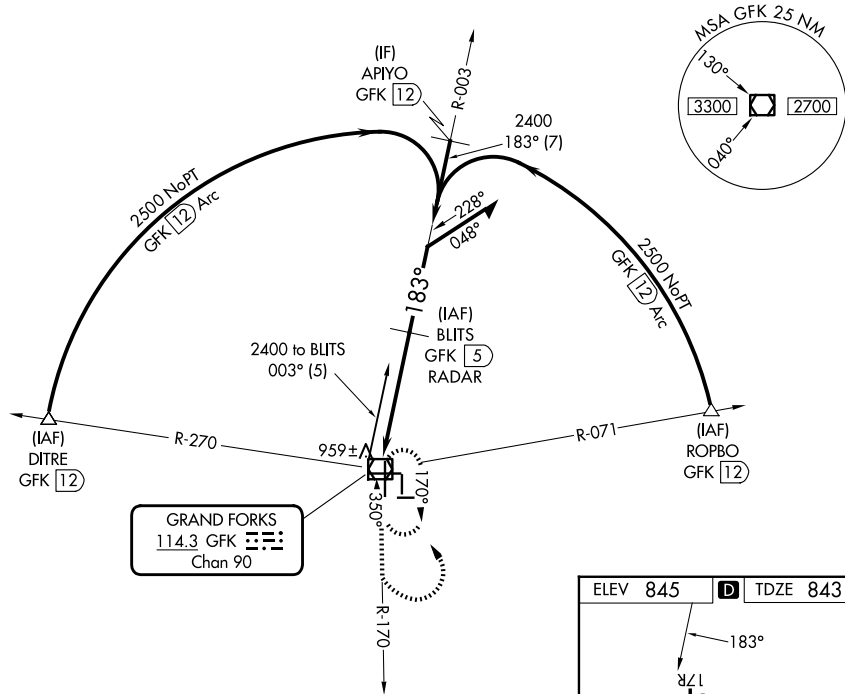 MSA GFK 25 NM
130°
3300
2700
040°
(IF)
APIYO
GFK 12
R-003
2400
183° (7)
2500 NoPT
GFK 12 Arc
228°
048°
2500 NoPT
GFK 12 Arc
183°
(IAF)
BLITS
GFK 5
RADAR
2400 to BLITS
003° (5)
(IAF)
DITRE
GFK 12
R-270
R-071
(IAF)
ROPBO
GFK 12
959±
170°
350°
GRAND FORKS
114.3 GFK
Chan 90
R-170
ELEV 845 D TDZE 843
183°
17R